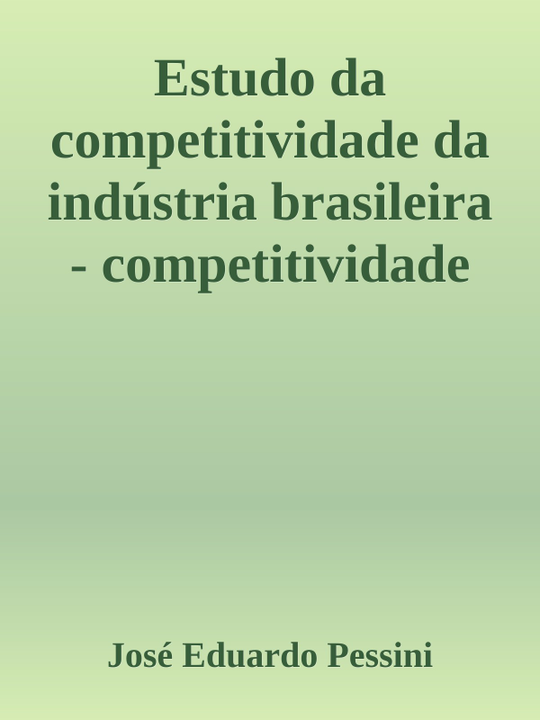 Estudo da
competitividade da
indústria brasileira
- competitividade
José Eduardo Pessini